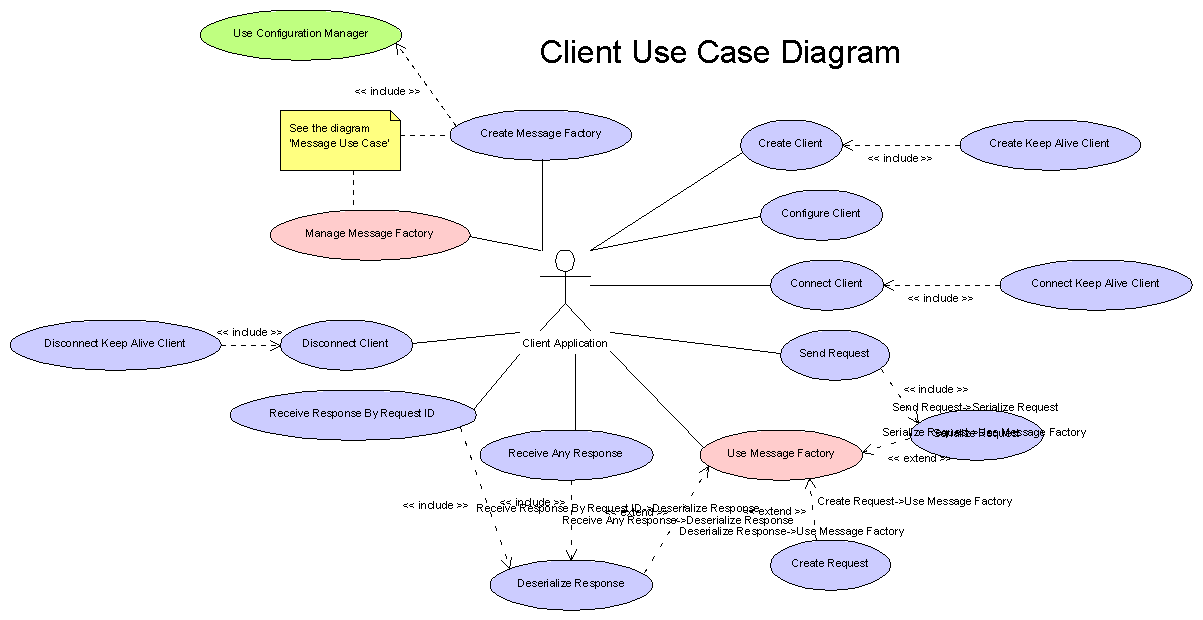 Client Use Case Diagram
Use Configuration Manager
<< include >>
Create Message Factory
See the diagram
'Message Use Case'
Manage Message Factory
Create Client
<< include >>
Create Keep Alive Client
Configure Client
Connect Client
<< include >>
Connect Keep Alive Client
Client Application
Disconnect Keep Alive Client
<< include >>
Disconnect Client
Send Request
<< include >>
Send Request->Serialize Request
Serialize Request
Serialize Request->Use Message Factory
<< extend >>
Receive Response By Request ID
Receive Any Response
Use Message Factory
<< include >>
<< include >>
Receive Response By Request ID->Deserialize Response
<< extend >>
Receive Any Response->Deserialize Response
<< extend >>
Create Request->Use Message Factory
Deserialize Response->Use Message Factory
Deserialize Response
Create Request